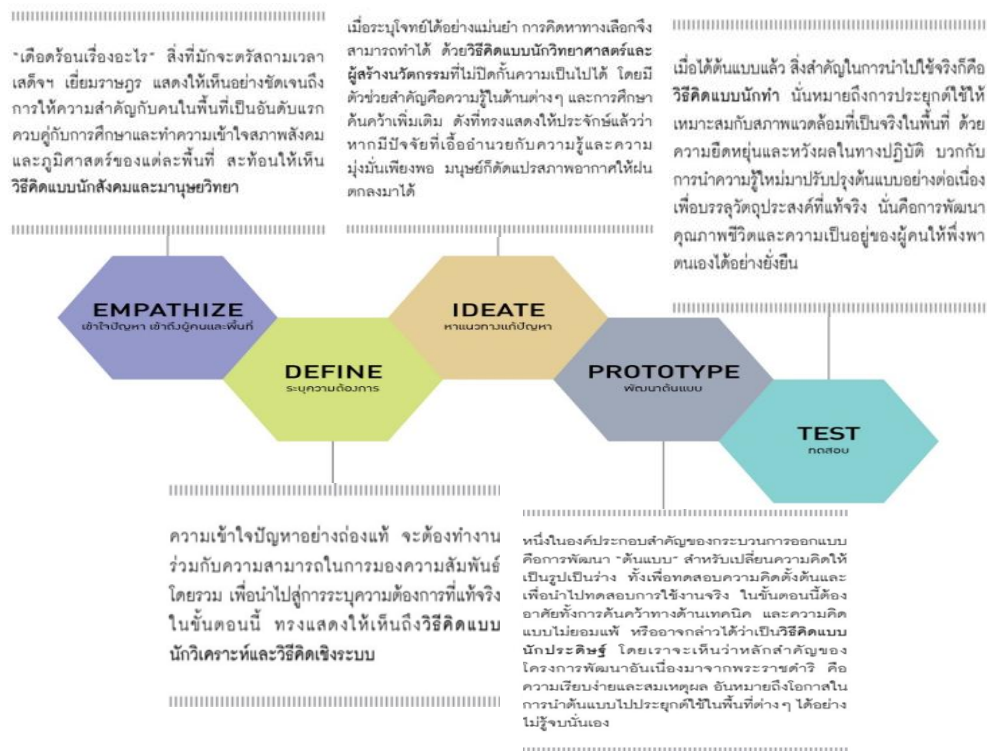 "เดือดร้อนเรื่องอะไร" สิ่งที่มักจะตรัสถามเวลา
เสด็จฯ เยี่ยมราษฎร แสดงให้เห็นอย่างชัดเจนถึง
การให้ความสำคัญกับคนในพื้นที่เป็นอันดับแรก
ควบคู่กับการศึกษาและทำความเข้าใจสภาพสังคม
และภูมิศาสตร์ของแต่ละพื้นที่ สะท้อนให้เห็น
วิธีคิดแบบนักสังคมและมานุษยวิทยา
เมื่อระบุโจทย์ได้อย่างแม่นยำ การคิดหาทางเลือกจึง
สามารถทำได้ ด้วยวิธีคิดแบบนักวิทยาศาสตร์และ
ผู้สร้างนวัตกรรมที่ไม่ปิดกั้นความเป็นไปได้ โดยมี
ตัวช่วยสำคัญคือความรู้ในด้านต่างๆ และการศึกษา
ค้นคว้าเพิ่มเติม ดังที่ทรงแสดงให้ประจักษ์แล้วว่า
หากมีปัจจัยที่เอื้ออำนวยกับความรู้และความ
มุ่งมั่นเพียงพอ มนุษย์ก็ดัดแปรสภาพอากาศให้ฝน
ตกลงมาได้
เมื่อได้ต้นแบบแล้ว สิ่งสำคัญในการนำไปใช้จริงก็คือ
วิธีคิดแบบนักทำ นั่นหมายถึงการประยุกต์ใช้ให้
เหมาะสมกับสภาพแวดล้อมที่เป็นจริงในพื้นที่ ด้วย
ความยืดหยุ่นและหวังผลในทางปฏิบัติ บวกกับ
การนำความรู้ใหม่มาปรับปรุงต้นแบบอย่างต่อเนื่อง
เพื่อบรรลุวัตถุประสงค์ที่แท้จริง นั่นคือการพัฒนา
คุณภาพชีวิตและความเป็นอยู่ของผู้คนให้พึ่งพา
ตนเองได้อย่างยั่งยืน
EMPATHIZE
เข้าใจปัญหา เข้าถึงผู้คนและพื้นที่
DEFINE
ระบุความต้องการ
IDEATE
หาแนวทางแก้ปัญหา
PROTOTYPE
พัฒนาต้นแบบ
TEST
ทดสอบ
ความเข้าใจปัญหาอย่างถ่องแท้ จะต้องทำงาน
ร่วมกับความสามารถในการมองความสัมพันธ์
โดยรวม เพื่อนำไปสู่การระบุความต้องการที่แท้จริง
ในขั้นตอนนี้ ทรงแสดงให้เห็นถึงวิธีคิดแบบ
นักวิเคราะห์และวิธีคิดเชิงระบบ
หนึ่งในองค์ประกอบสำคัญของกระบวนการออกแบบ
คือการพัฒนา "ต้นแบบ" สำหรับเปลี่ยนความคิดให้
เป็นรูปเป็นร่าง ทั้งเพื่อทดสอบความคิดตั้งต้นและ
เพื่อนำไปทดสอบการใช้งานจริง ในขั้นตอนนี้ต้อง
อาศัยทั้งการค้นคว้าทางด้านเทคนิค และความคิด
แบบไม่ยอมแพ้ หรืออาจกล่าวได้ว่าเป็นวิธีคิดแบบ
นักประดิษฐ์ โดยเราจะเห็นว่าหลักสำคัญของ
โครงการพัฒนาอันเนื่องมาจากพระราชดำริ คือ
ความเรียบง่ายและสมเหตุผล อันหมายถึงโอกาสใน
การนำต้นแบบไปประยุกต์ใช้ในพื้นที่ต่างๆ ได้อย่าง
ไม่รู้จบนั่นเอง